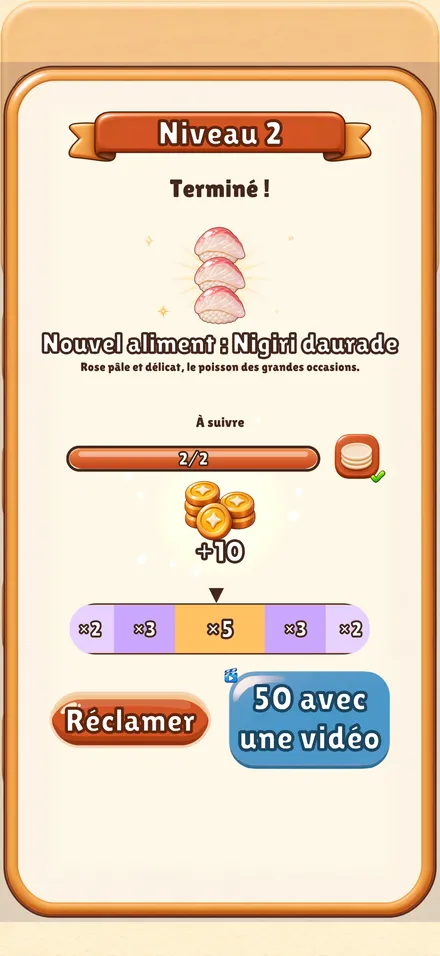 Niveau 2
Terminé !
Nouvel aliment : Nigiri daurade
Rose pâle et délicat, le poisson des grandes occasions.
À suivre
2/2
+10
×2 ×3 ×5 ×3 ×2
Réclamer
50 avec
une vidéo